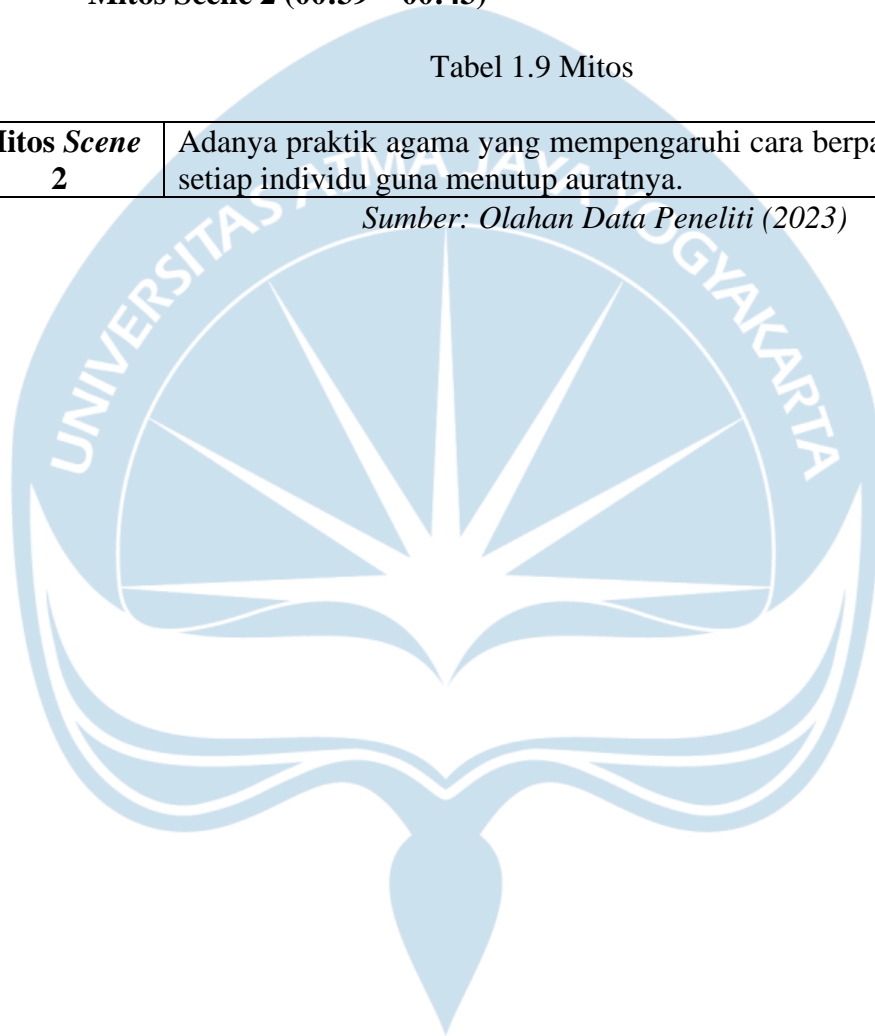 Tabel 1.9 Mitos
Scene
2
Adanya praktik agama yang mempengaruhi cara
setiap individu guna menutup auratnya.
Sumber: Olahan Data Peneliti (2023)
UNIVERSITAS ATMA JAYA YOGYAKARTA